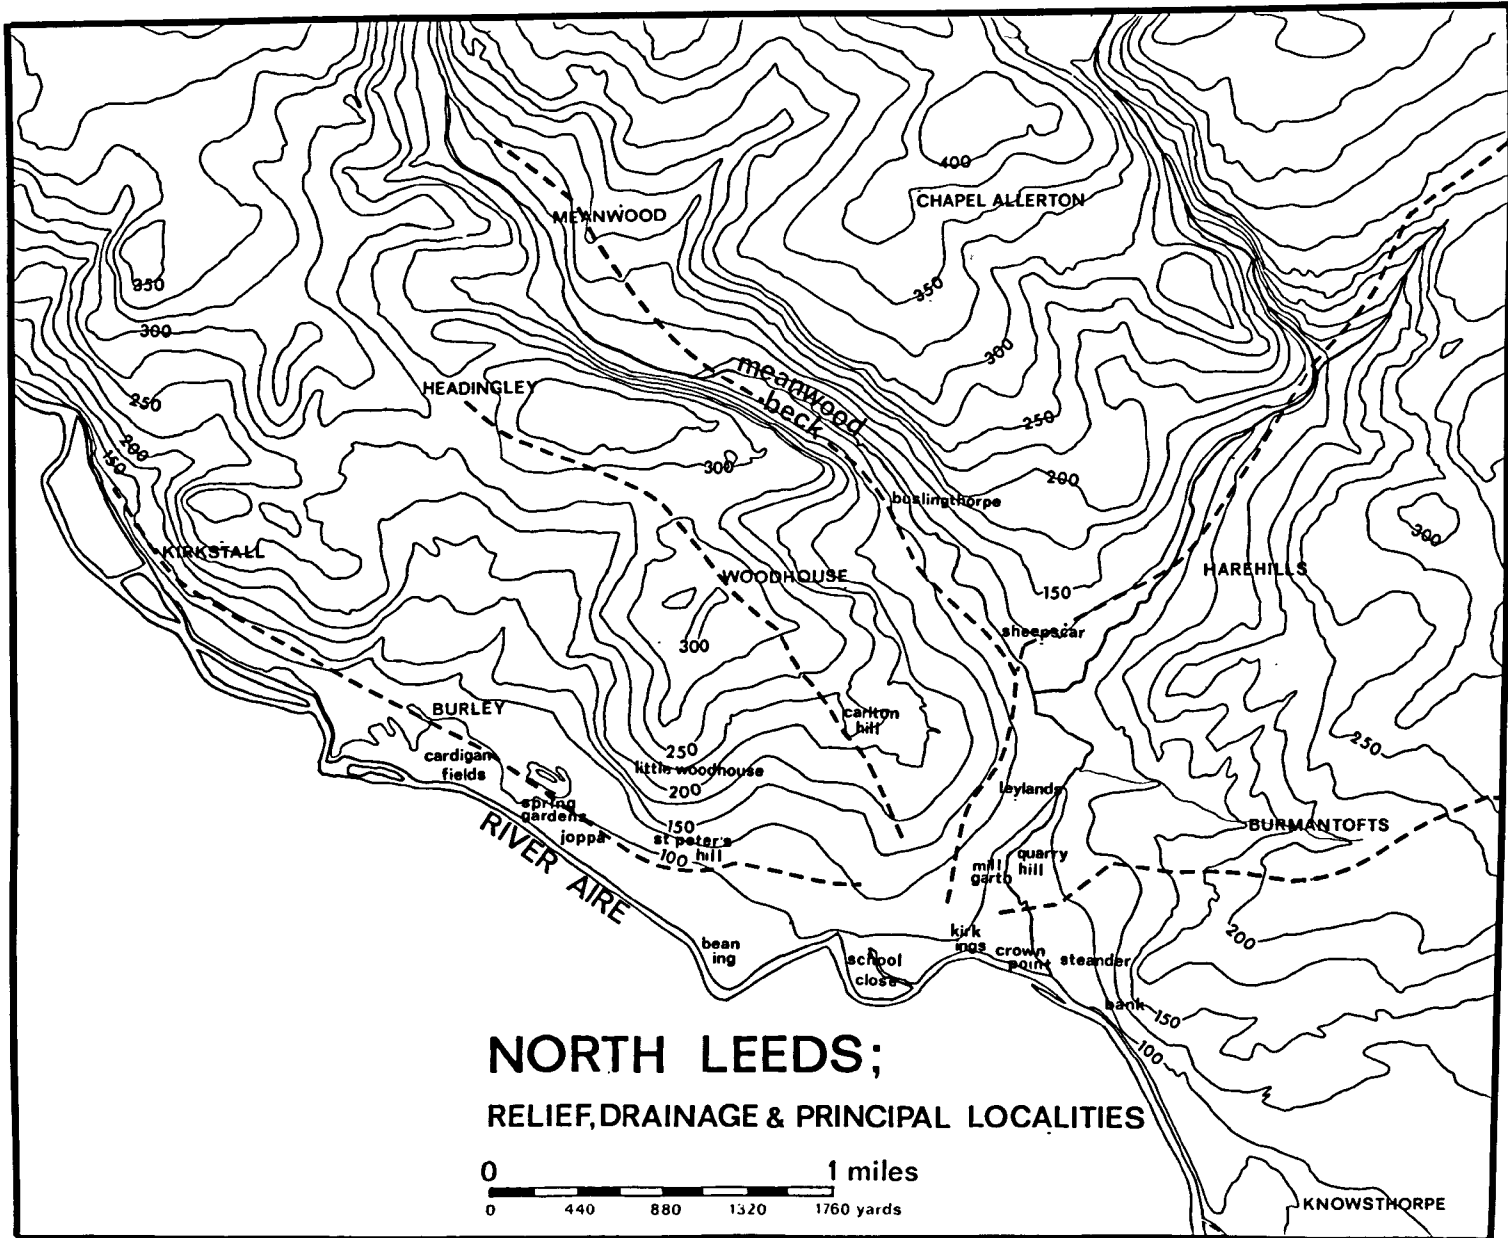 400
CHAPEL ALLERTON
MEANWOOD
350
350
300
300
meanwood
beck
HEADINGLEY
250
250
200
150
300
200
buslingthorpe
300
KIRKSTALL
WOODHOUSE
HAREHILLS
150
sheepscar
300
BURLEY
carlton
hill
250
cardigan
fields
250
little woodhouse
200
leylands
spring
gardens
joppa
150
st peter's
hill
100
BURMANTOFTS
RIVER AIRE
mill
garth
quarry
hill
200
bean
ing
school
close
kirk
ings
crown
point
steander
bank
150
100
NORTH LEEDS;
RELIEF, DRAINAGE & PRINCIPAL LOCALITIES
0 1 miles
0 440 880 1320 1760 yards
KNOWSTHORPE